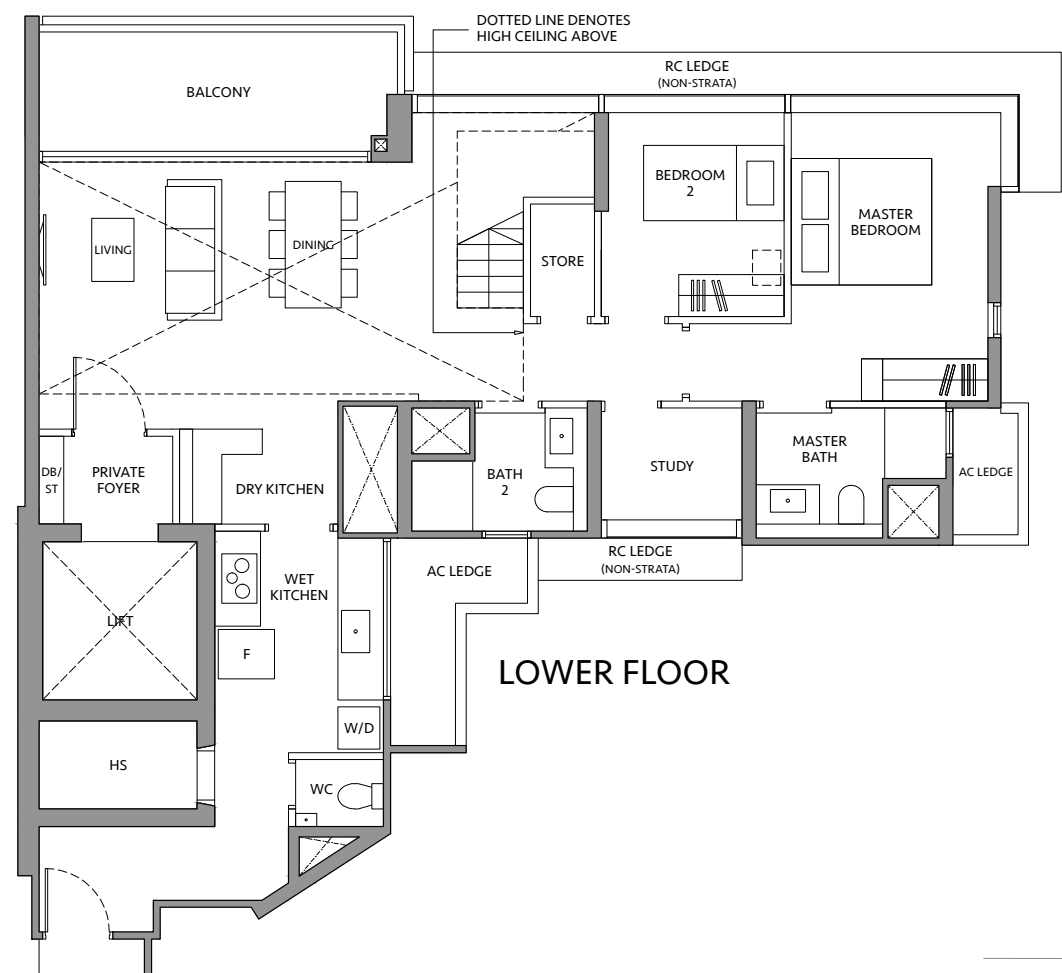 DOTTED LINE DENOTES
HIGH CEILING ABOVE
RC LEDGE
(NON-STRATA)
BALCONY
BEDROOM
2
MASTER
BEDROOM
LIVING
DINING
STORE
DB/
ST
PRIVATE
FOYER
DRY KITCHEN
BATH
2
STUDY
MASTER
BATH
AC LEDGE
LIFT
WET
KITCHEN
AC LEDGE
RC LEDGE
(NON-STRATA)
F
LOWER FLOOR
W/D
HS
WC